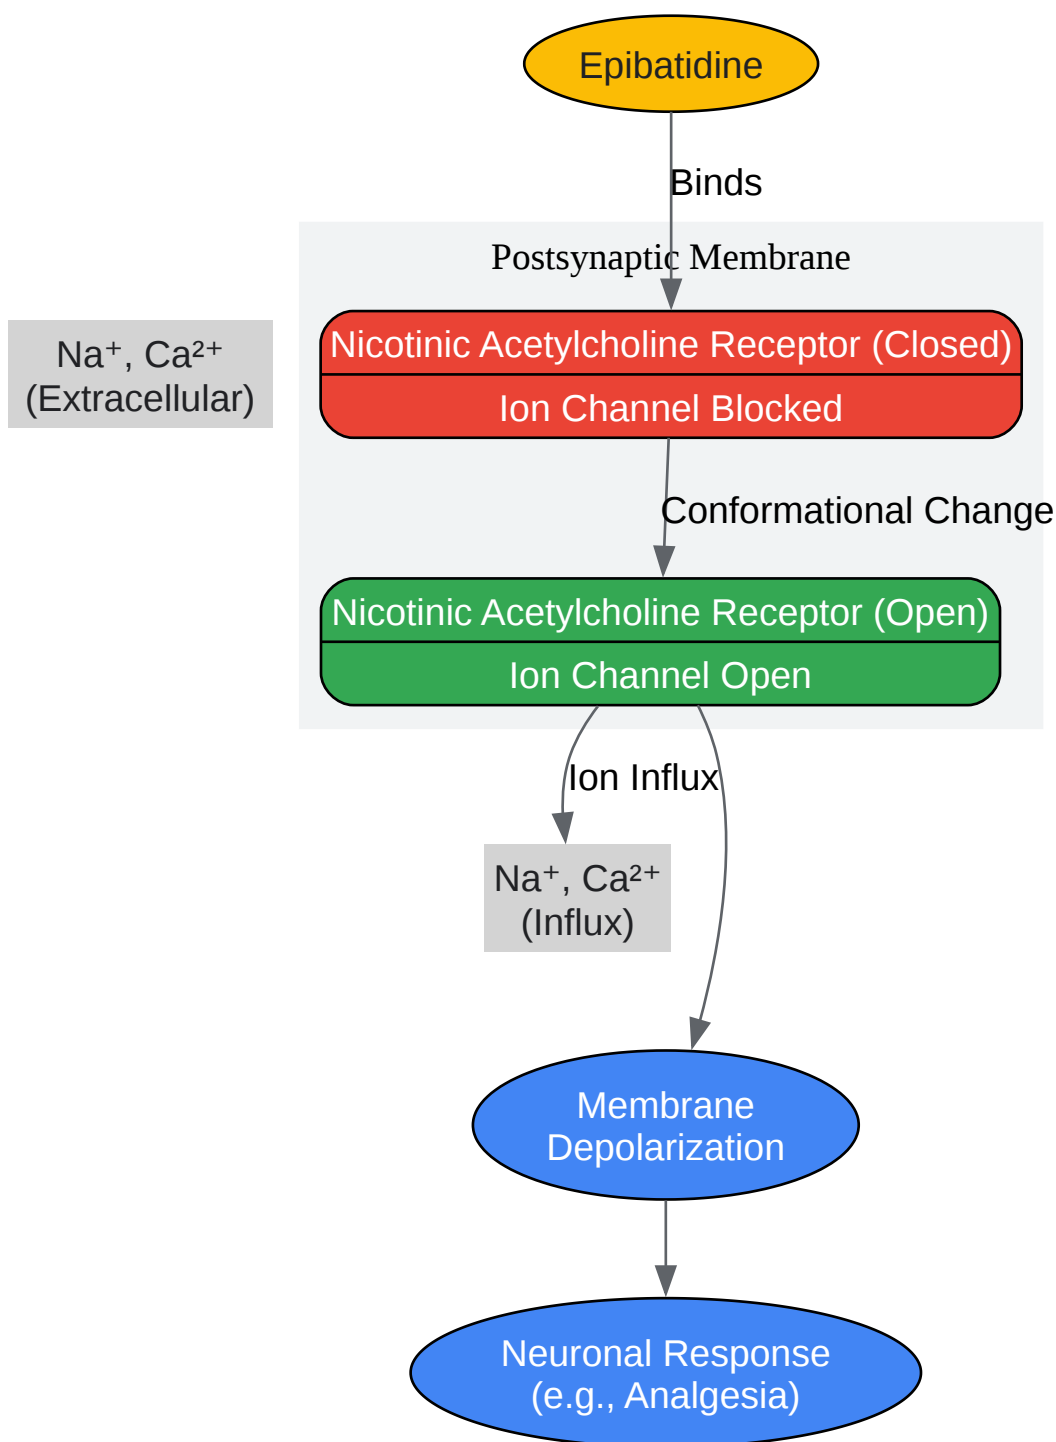 Epibatidine
Binds
Postsynaptic Membrane
Nicotinic Acetylcholine Receptor (Closed)
Ion Channel Blocked
Na⁺, Ca²⁺
(Extracellular)
Conformational Change
Nicotinic Acetylcholine Receptor (Open)
Ion Channel Open
Ion Influx
Na⁺, Ca²⁺
(Influx)
Membrane
Depolarization
Neuronal Response
(e.g., Analgesia)